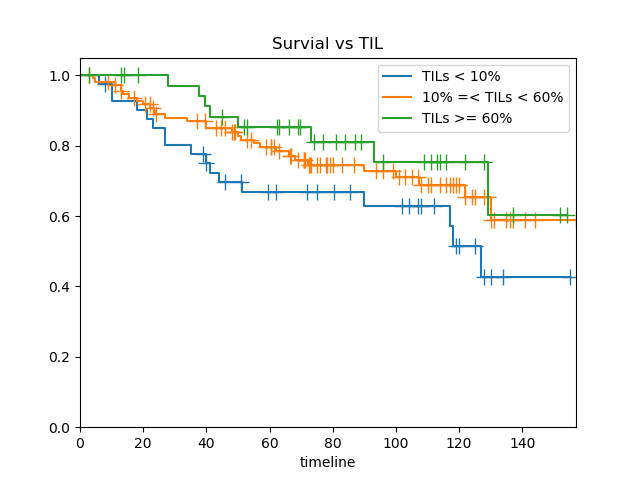 Survial vs TIL
TILs < 10%
10% =< TILs < 60%
TILs >= 60%
1.0
0.8
0.6
0.4
0.2
0.0
0 20 40 60 80 100 120 140
timeline